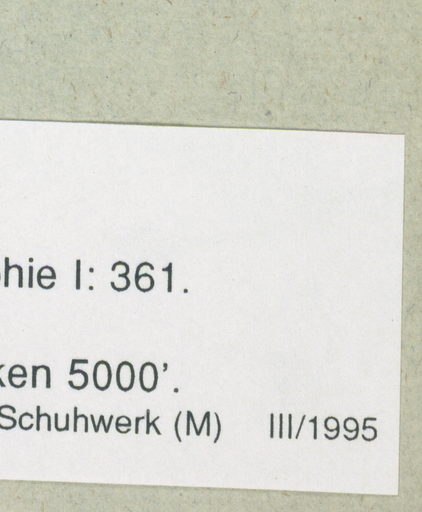 hie I: 361.
ken 5000'.
Schuhwerk (M) III/1995